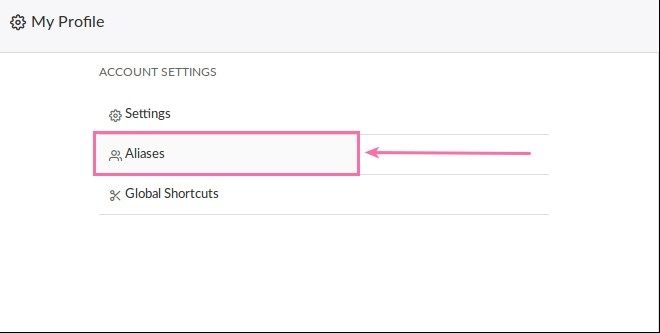 My Profile
ACCOUNT SETTINGS
Settings
Aliases
Global Shortcuts